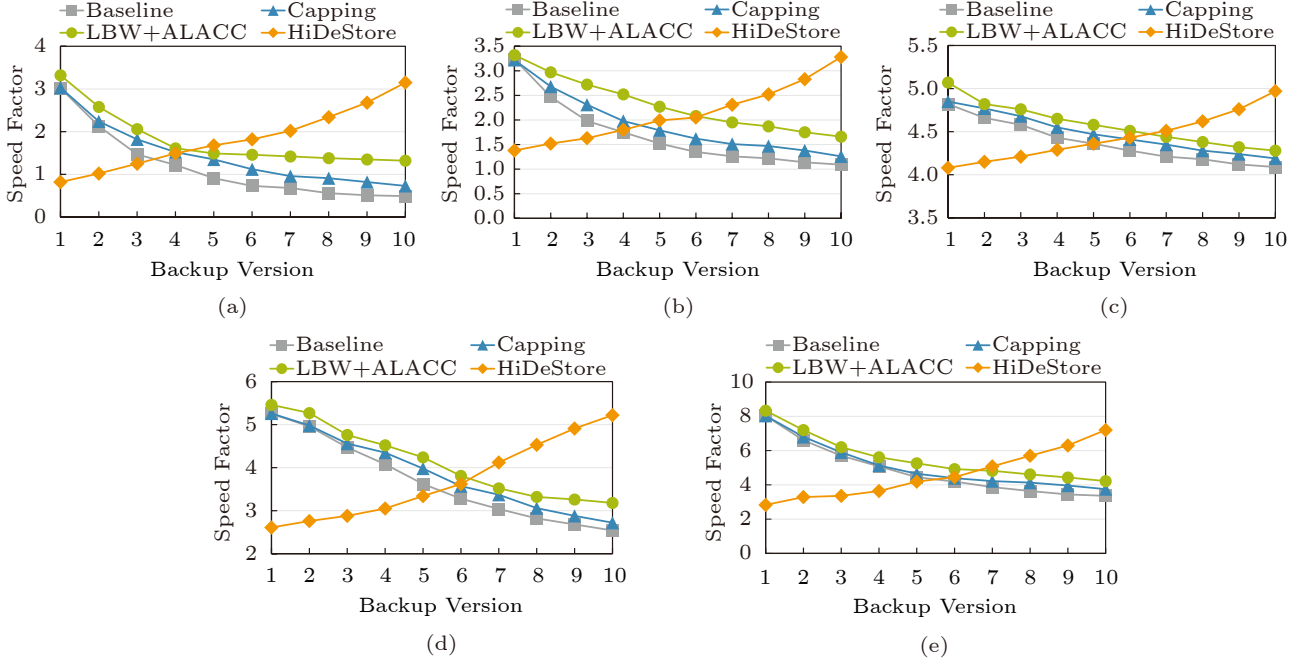 Baseline Capping
LBW+ALACC HiDeStore
4
3
2
1
0
Speed Factor
1 2 3 4 5 6 7 8 9 10
Backup Version
(a)
Baseline Capping
LBW+ALACC HiDeStore
3.5
3.0
2.5
2.0
1.5
1.0
0.5
0.0
Speed Factor
1 2 3 4 5 6 7 8 9 10
Backup Version
(b)
Baseline Capping
LBW+ALACC HiDeStore
5.5
5.0
4.5
4.0
3.5
Speed Factor
1 2 3 4 5 6 7 8 9 10
Backup Version
(c)
Baseline Capping
LBW+ALACC HiDeStore
6
5
4
3
2
Speed Factor
1 2 3 4 5 6 7 8 9 10
Backup Version
(d)
Baseline Capping
LBW+ALACC HiDeStore
10
8
6
4
2
0
Speed Factor
1 2 3 4 5 6 7 8 9 10
Backup Version
(e)